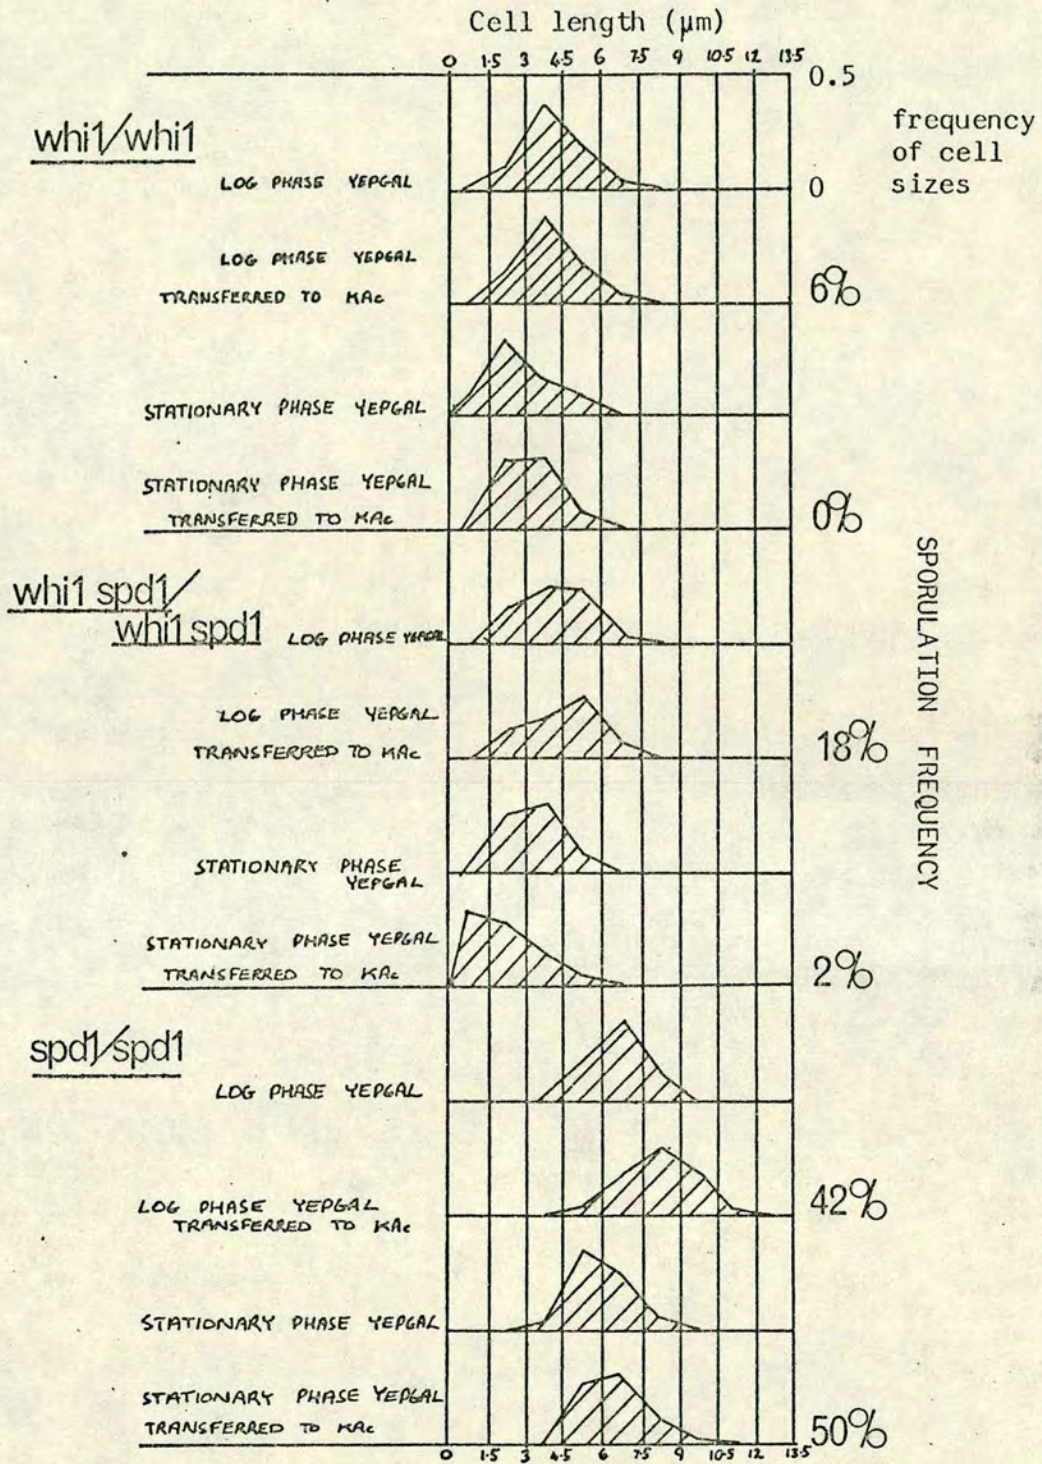 Cell length (µm)
0 1·5 3 4·5 6 7·5 9 10·5 12 13·5
0.5
whi1/whi1
frequency
of cell
sizes
LOG PHASE YEPGAL
0
LOG PHASE YEPGAL
TRANSFERRED TO KAc
6%
STATIONARY PHASE YEPGAL
STATIONARY PHASE YEPGAL
TRANSFERRED TO KAc
0%
whi1 spd1/
whi1 spd1
LOG PHASE YEPGAL
LOG PHASE YEPGAL
TRANSFERRED TO KAc
18%
SPORULATION FREQUENCY
STATIONARY PHASE
YEPGAL
STATIONARY PHASE YEPGAL
TRANSFERRED TO KAc
2%
spd1/spd1
LOG PHASE YEPGAL
LOG PHASE YEPGAL
TRANSFERRED TO KAc
42%
STATIONARY PHASE YEPGAL
STATIONARY PHASE YEPGAL
TRANSFERRED TO KAc
50%
0 1·5 3 4·5 6 7·5 9 10·5 12 13·5